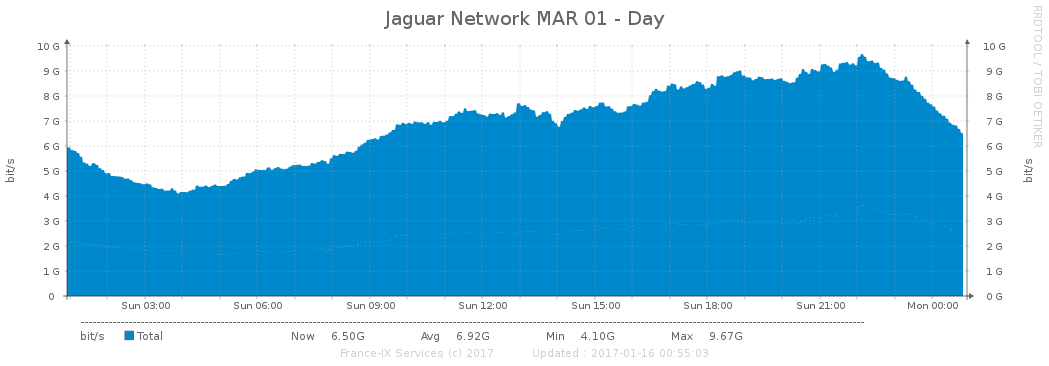 Jaguar Network MAR 01 - Day
RRDTOOL / TOBI OETIKER
10 G 10 G
9 G 9 G
8 G 8 G
7 G 7 G
6 G 6 G
5 G 5 G
4 G 4 G
3 G 3 G
2 G 2 G
1 G 1 G
0 0 G
bit/s bit/s
Sun 03:00 Sun 06:00 Sun 09:00 Sun 12:00 Sun 15:00 Sun 18:00 Sun 21:00 Mon 00:00
bit/s Total Now 6.50G Avg 6.92G Min 4.10G Max 9.67G
France-IX Services (c) 2017 Updated : 2017-01-16 00:55:03